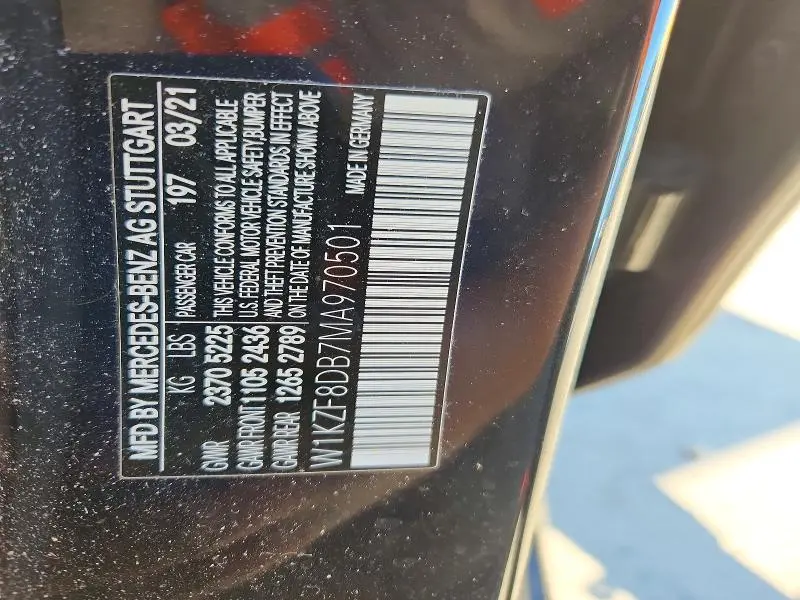 MFD BY MERCEDES-BENZ AG STUTTGART
KG LBS PASSENGER CAR 197 03/21
GVWR 2370 5225 THIS VEHICLE CONFORMS TO ALL APPLICABLE
GAWR FRONT 1105 2436 U.S. FEDERAL MOTOR VEHICLE SAFETY,BUMPER
GAWR REAR 1265 2789 AND THEFT PREVENTION STANDARDS IN EFFECT
ON THE DATE OF MANUFACTURE SHOWN ABOVE
W1KZF8DB7MA970501 MADE IN GERMANY